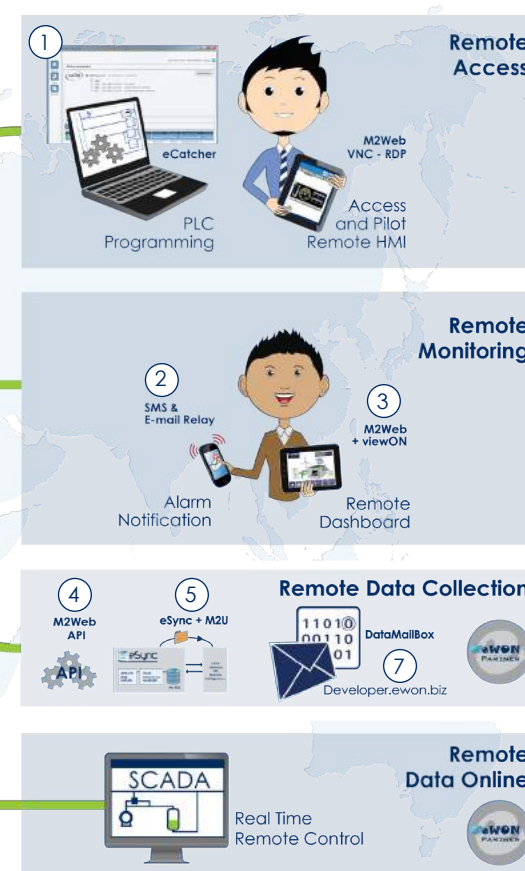 1
Remote
Access
eCatcher
M2Web
VNC - RDP
PLC
Programming
Access
and Pilot
Remote HMI
Remote
Monitoring
2
SMS &
E-mail Relay
3
M2Web
+ viewON
Alarm
Notification
Remote
Dashboard
Remote Data Collection
4
M2Web
API
API
5
eSync + M2U
eSync
11010
00110
01
DataMailBox
7
Developer.ewon.biz
eWON
PARTNER
Remote
Data Online
SCADA
Real Time
Remote Control
eWON
PARTNER